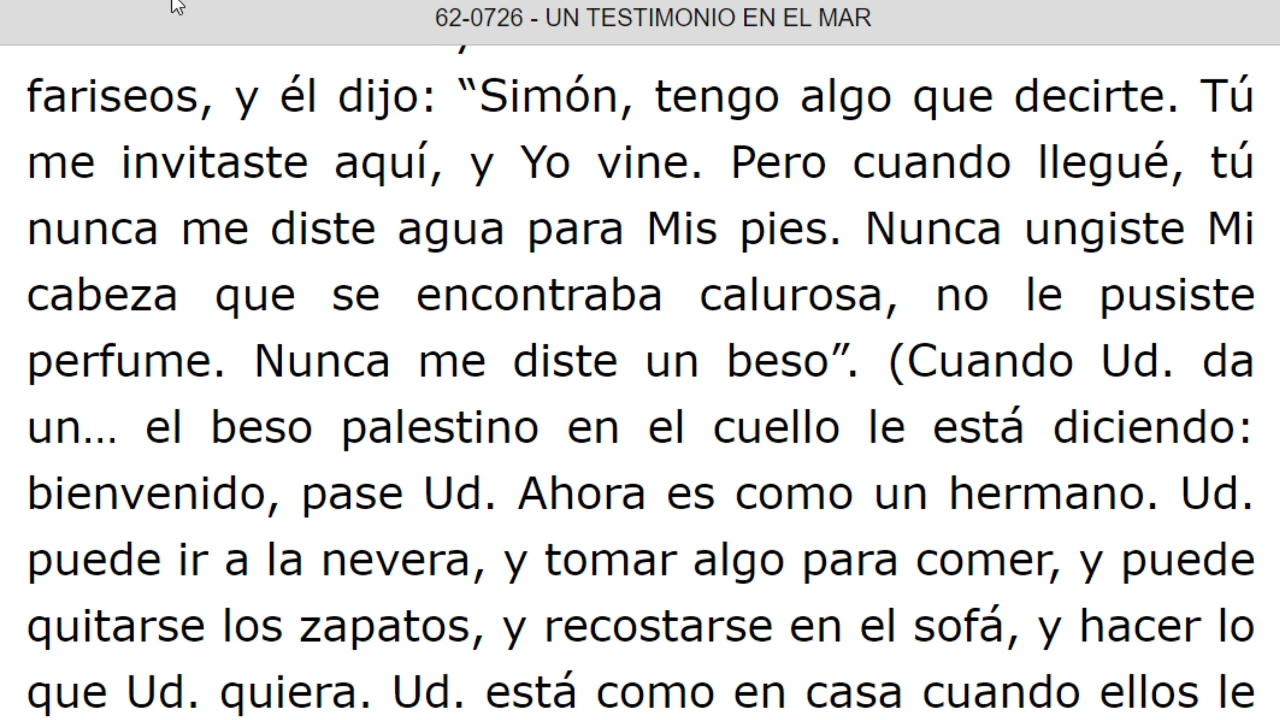 62-0726 - UN TESTIMONIO EN EL MAR
fariseos, y él dijo: “Simón, tengo algo que decirte. Tú
me invitaste aquí, y Yo vine. Pero cuando llegué, tú
nunca me diste agua para Mis pies. Nunca ungiste Mi
cabeza que se encontraba calurosa, no le pusiste
perfume. Nunca me diste un beso”. (Cuando Ud. da
un… el beso palestino en el cuello le está diciendo:
bienvenido, pase Ud. Ahora es como un hermano. Ud.
puede ir a la nevera, y tomar algo para comer, y puede
quitarse los zapatos, y recostarse en el sofá, y hacer lo
que Ud. quiera. Ud. está como en casa cuando ellos le